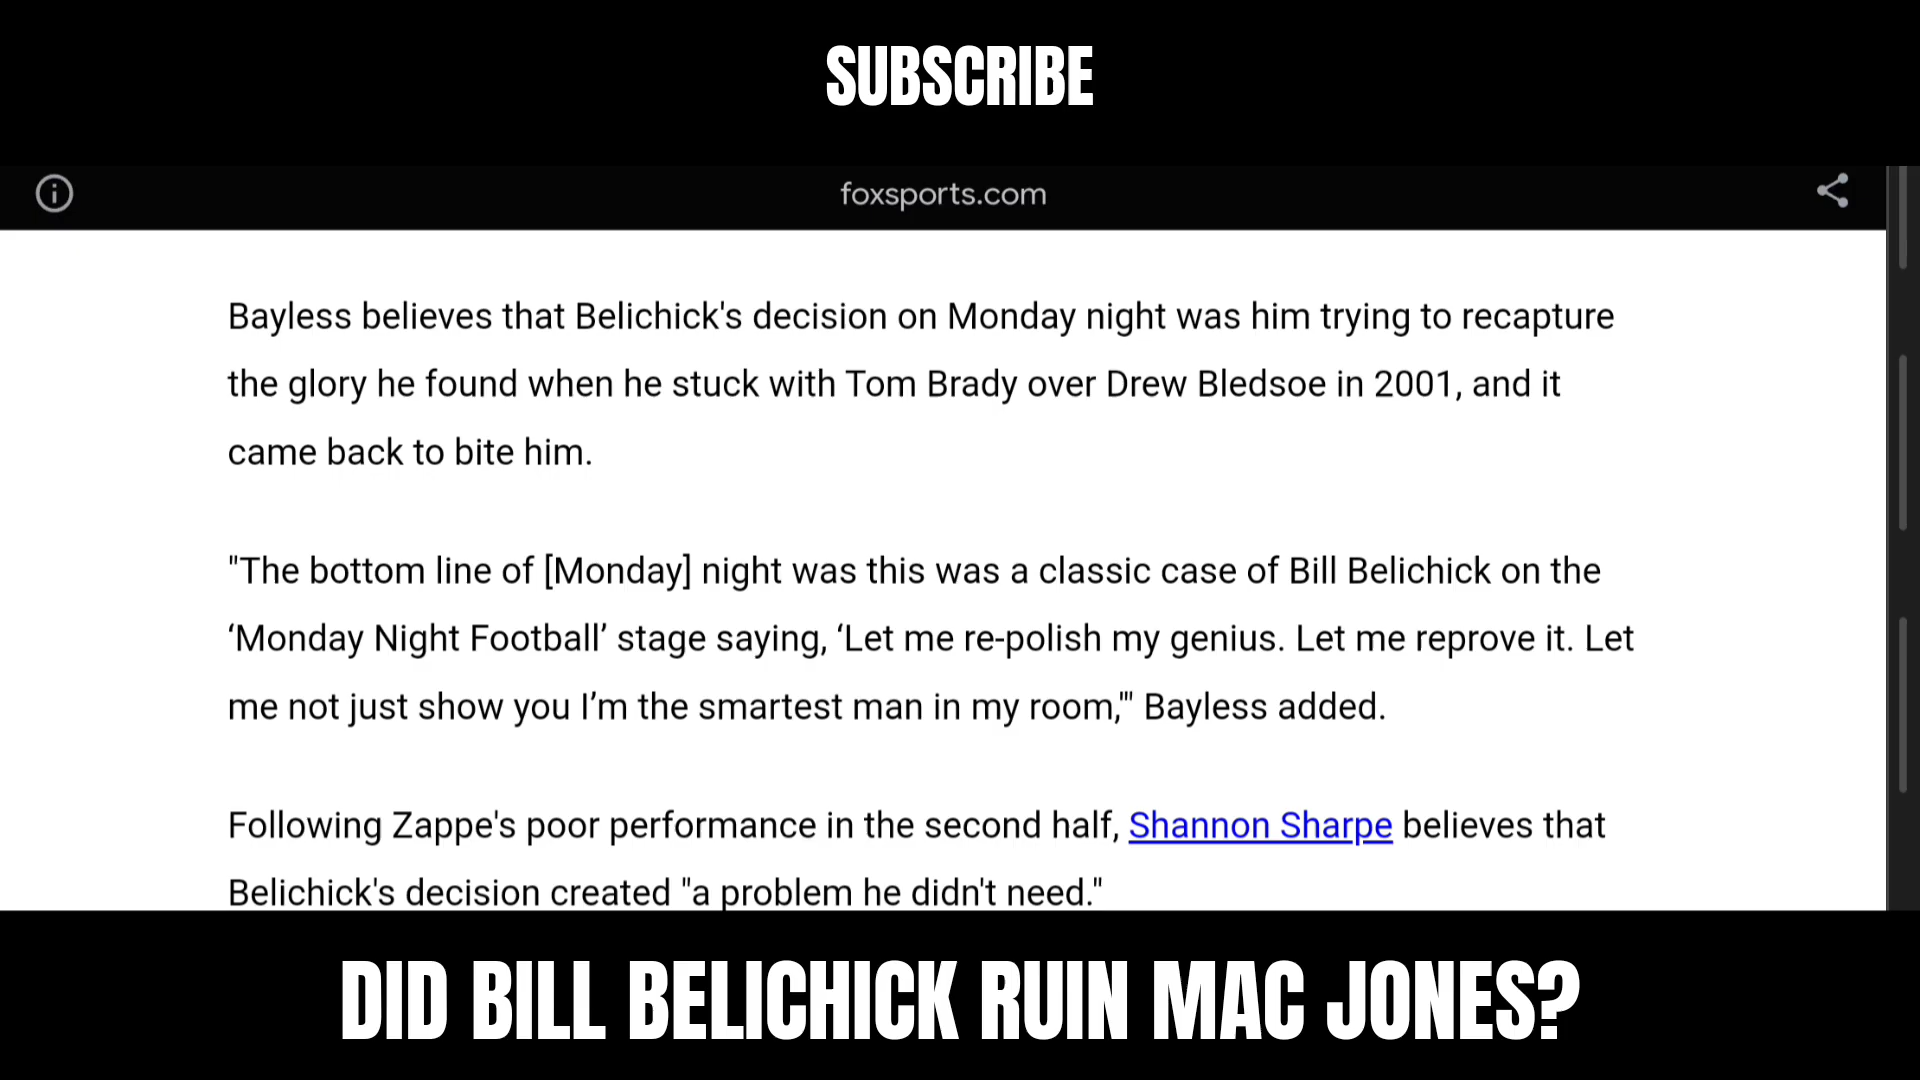 SUBSCRIBE
foxsports.com
Bayless believes that Belichick's decision on Monday night was him trying to recapture
the glory he found when he stuck with Tom Brady over Drew Bledsoe in 2001, and it
came back to bite him.
"The bottom line of [Monday] night was this was a classic case of Bill Belichick on the
‘Monday Night Football’ stage saying, ‘Let me re-polish my genius. Let me reprove it. Let
me not just show you I’m the smartest man in my room,'" Bayless added.
Following Zappe's poor performance in the second half, Shannon Sharpe believes that
Belichick's decision created "a problem he didn't need."
DID BILL BELICHICK RUIN MAC JONES?